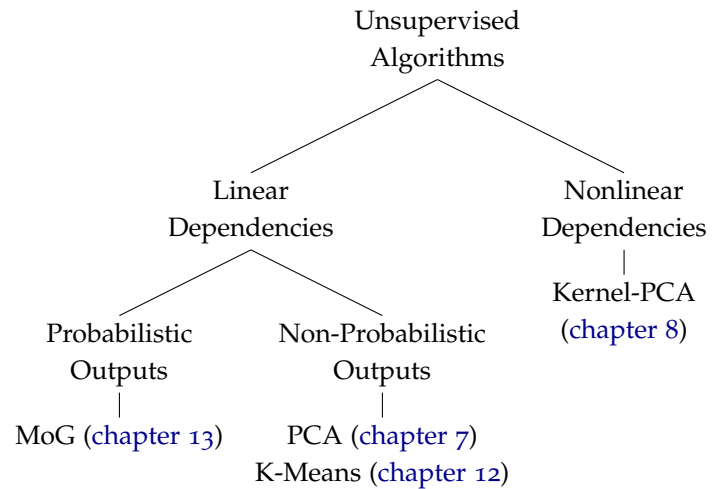 Unsupervised
Algorithms
Linear
Dependencies
Nonlinear
Dependencies
Kernel-PCA
(chapter 8)
Probabilistic
Outputs
Non-Probabilistic
Outputs
MoG (chapter 13)
PCA (chapter 7)
K-Means (chapter 12)